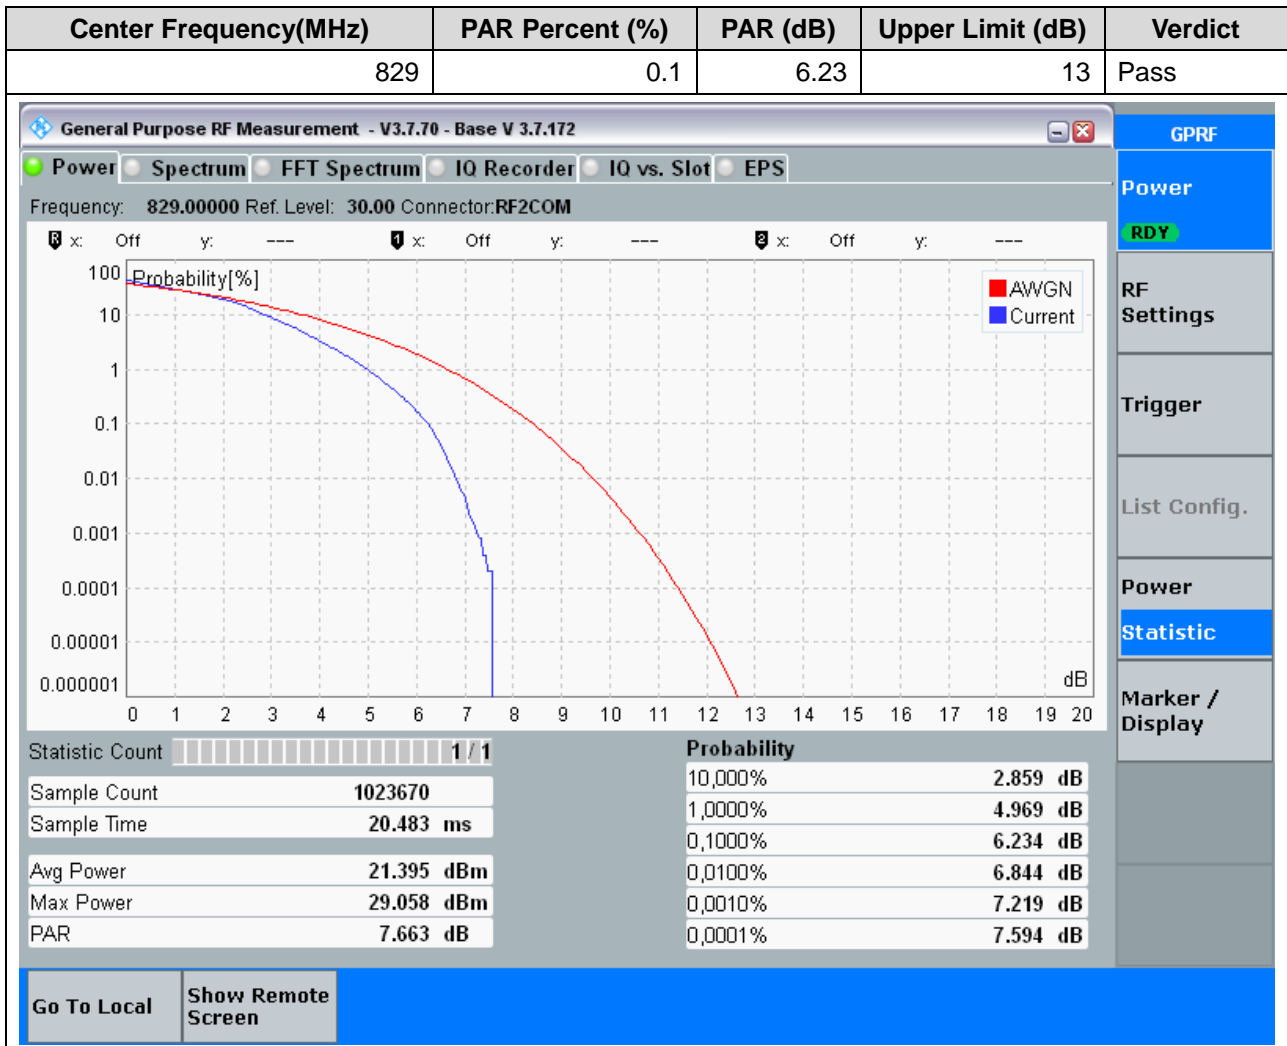 Center Frequency(MHz) PAR Percent (%) PAR (dB) Upper Limit (dB) Verdict
829 0.1 6.23 13 Pass
General Purpose RF Measurement - V3.7.70 - Base V 3.7.172
GPRF
Power Spectrum FFT Spectrum IQ Recorder IQ vs. Slot EPS
Power
RDY
Frequency: 829.00000 Ref. Level: 30.00 Connector:RF2COM
R x: Off y: --- 1 x: Off y: --- 2 x: Off y: ---
Probability[%]
AWGN
Current
100
10
1
0.1
0.01
0.001
0.0001
0.00001
0.000001
dB
0 1 2 3 4 5 6 7 8 9 10 11 12 13 14 15 16 17 18 19 20
RF
Settings
Trigger
List Config.
Power
Statistic
Marker /
Display
Statistic Count 1 / 1
Sample Count 1023670
Sample Time 20.483 ms
Avg Power 21.395 dBm
Max Power 29.058 dBm
PAR 7.663 dB
Probability
10,000% 2.859 dB
1,0000% 4.969 dB
0,1000% 6.234 dB
0,0100% 6.844 dB
0,0010% 7.219 dB
0,0001% 7.594 dB
Go To Local
Show Remote
Screen